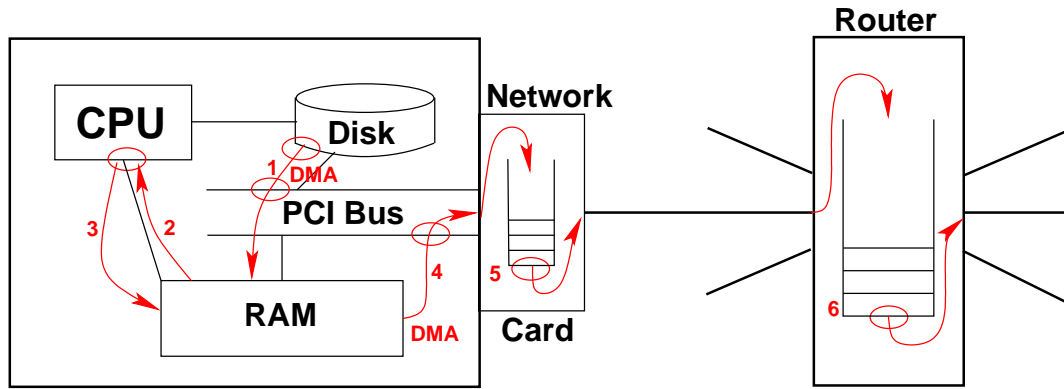 Router
Network
CPU
Disk
1
DMA
PCI Bus
3
2
4
5
RAM
6
DMA
Card